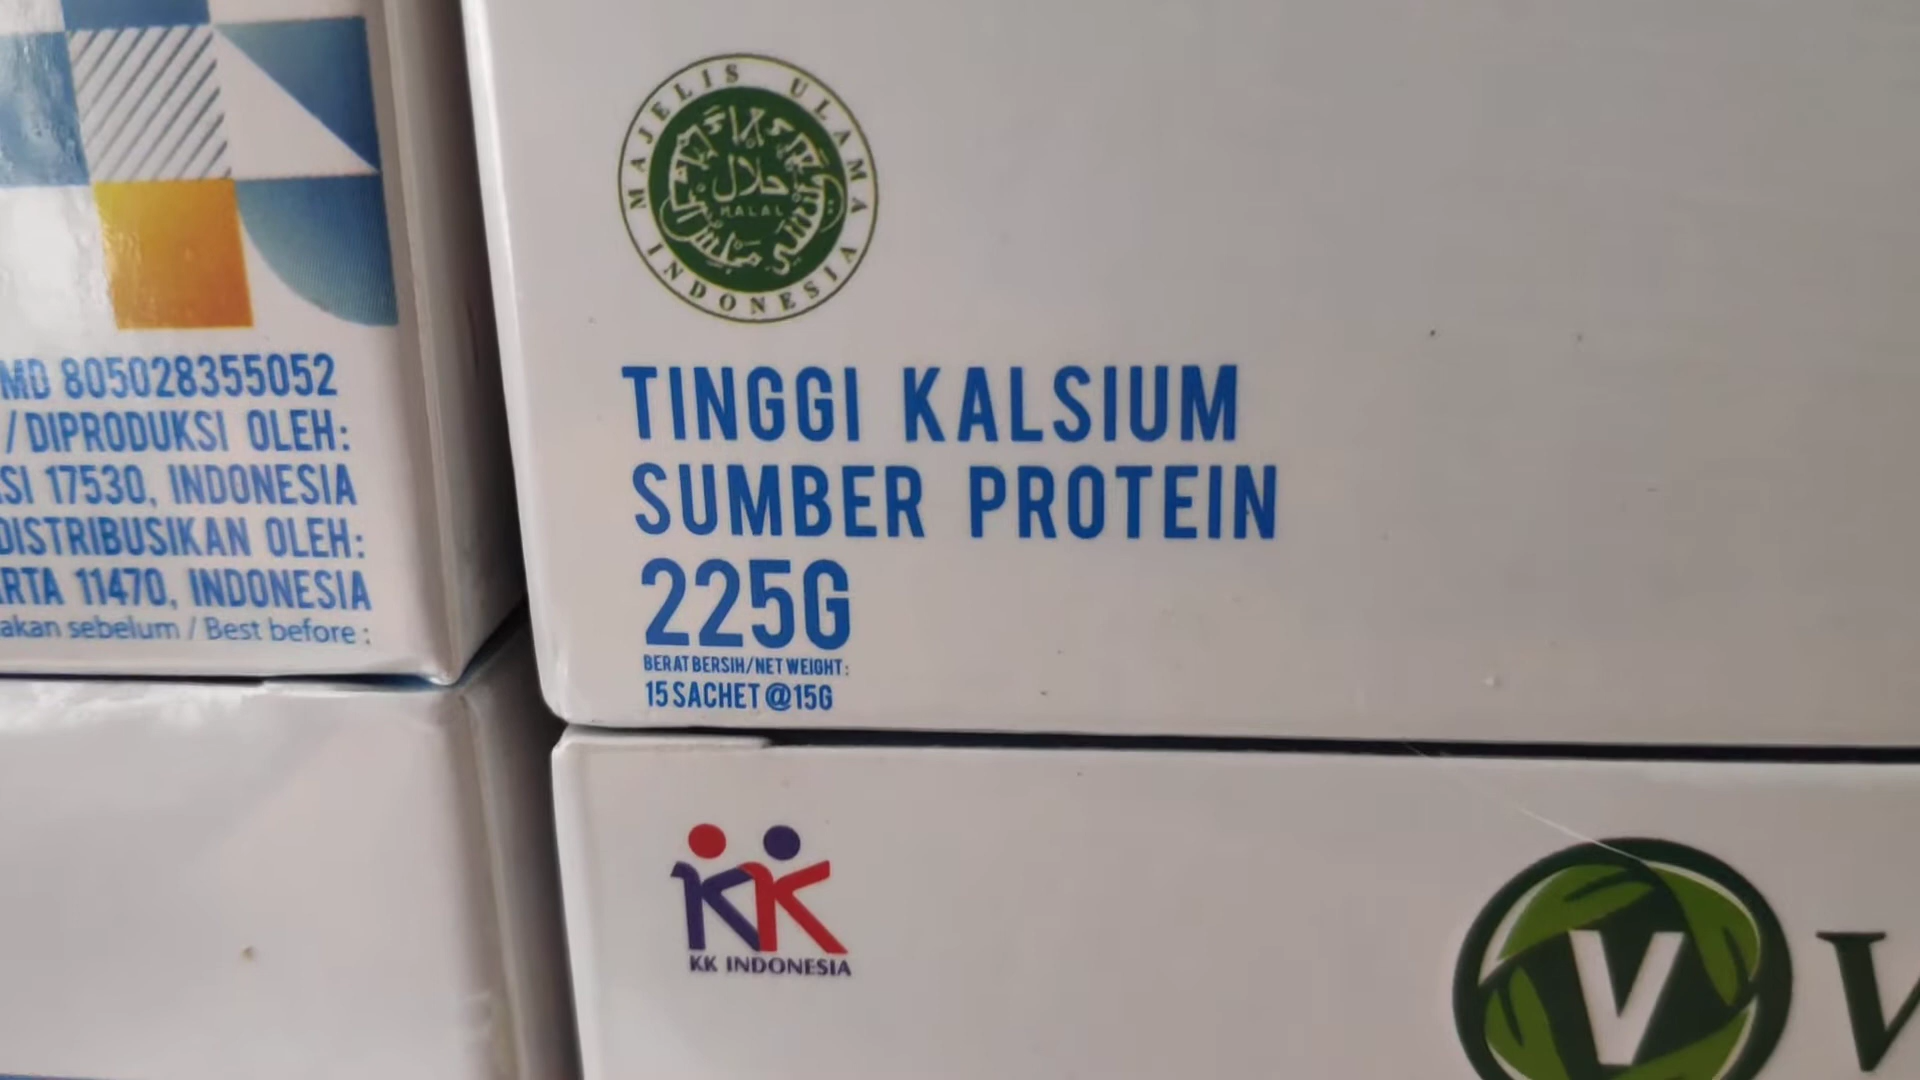 MD 805028355052
/DIPRODUKSI OLEH:
SI 17530, INDONESIA
DISTRIBUSIKAN OLEH:
RTA 11470, INDONESIA
akan sebelum / Best before :
MAJELIS ULAMA INDONESIA
حلال
HALAL
TINGGI KALSIUM
SUMBER PROTEIN
225G
BERAT BERSIH/NET WEIGHT:
15 SACHET @15G
KK
KK INDONESIA
V
V